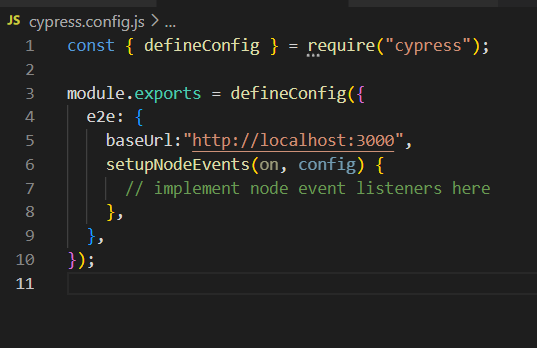 JS cypress.config.js > ...
1 const { defineConfig } = require("cypress");
2
3 module.exports = defineConfig({
4   e2e: {
5     baseUrl:"http://localhost:3000",
6     setupNodeEvents(on, config) {
7       // implement node event listeners here
8     },
9   },
10 });
11